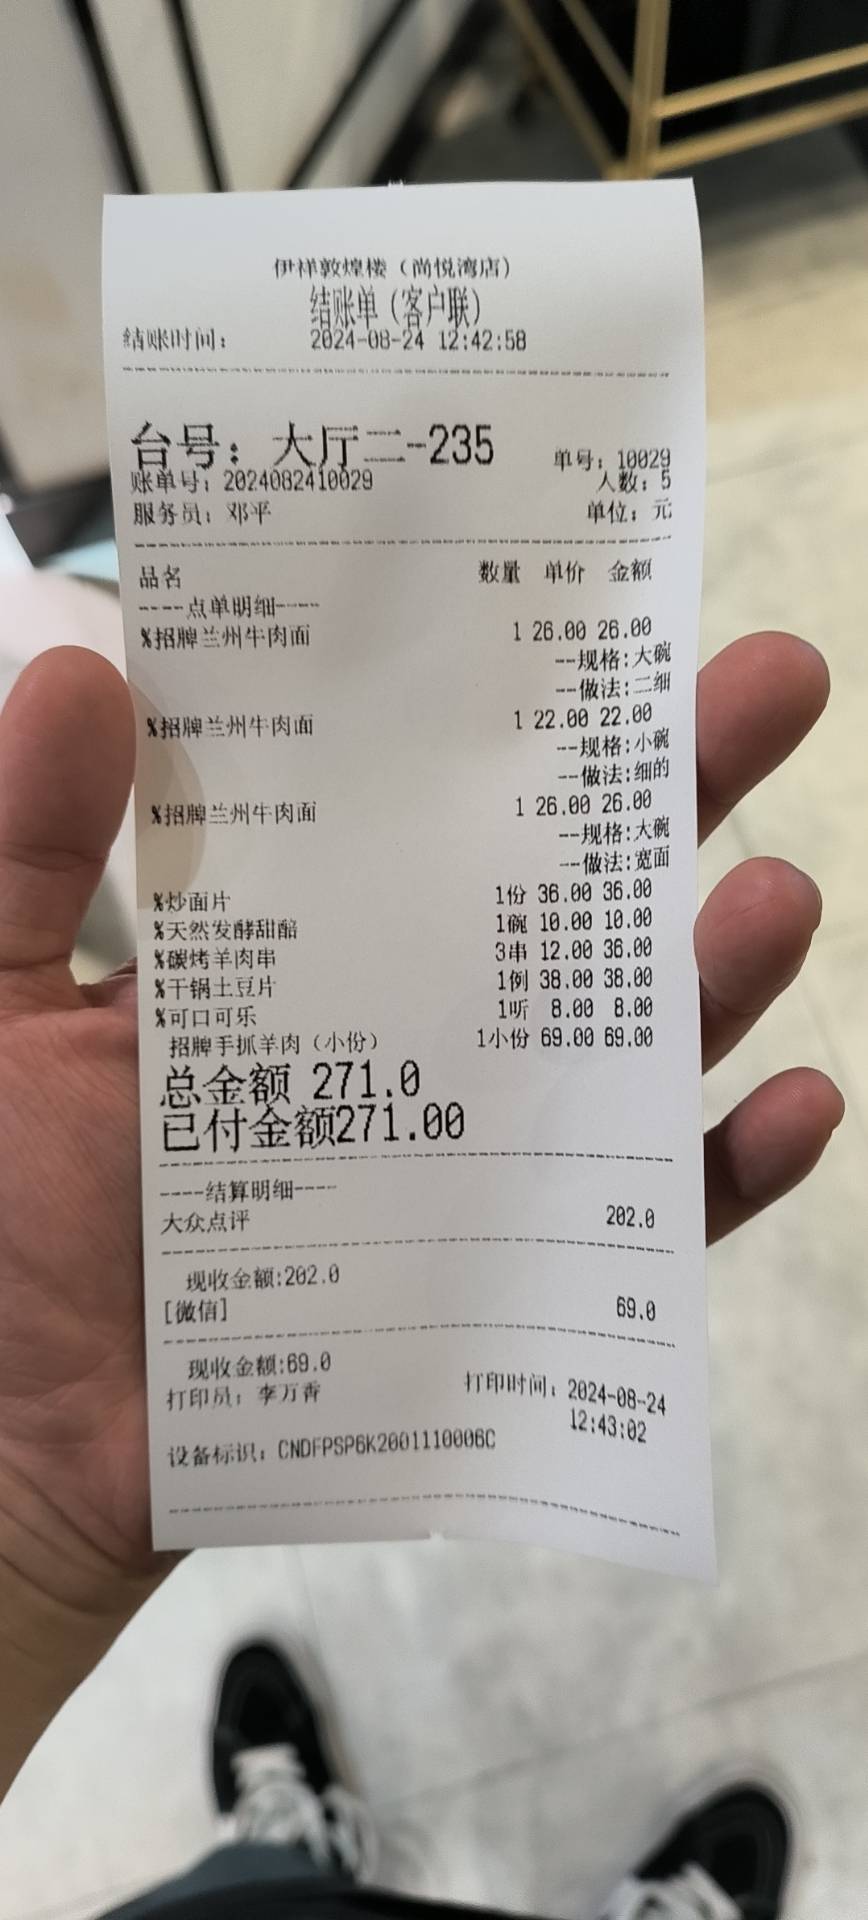 伊祥敦煌楼（尚悦湾店）
结账单（客户联）
结账时间： 2024-08-24 12:42:58
台号：大厅二-235 单号：10029
账单号：2024082410029 人数：5
服务员：邓平 单位：元
品名 数量 单价 金额
----点单明细----
%招牌兰州牛肉面 1 26.00 26.00
--规格:大碗
--做法:二细
%招牌兰州牛肉面 1 22.00 22.00
--规格:小碗
--做法:细的
%招牌兰州牛肉面 1 26.00 26.00
--规格:大碗
--做法:宽面
%炒面片 1份 36.00 36.00
%天然发酵甜醅 1碗 10.00 10.00
%碳烤羊肉串 3串 12.00 36.00
%干锅土豆片 1例 38.00 38.00
%可口可乐 1听 8.00 8.00
招牌手抓羊肉（小份） 1小份 69.00 69.00
总金额 271.0
已付金额271.00
----结算明细----
大众点评 202.0
现收金额:202.0
[微信] 69.0
现收金额:69.0
打印员：李万香 打印时间：2024-08-24
12:43:02
设备标识：CNDFPSP6K2001110006C